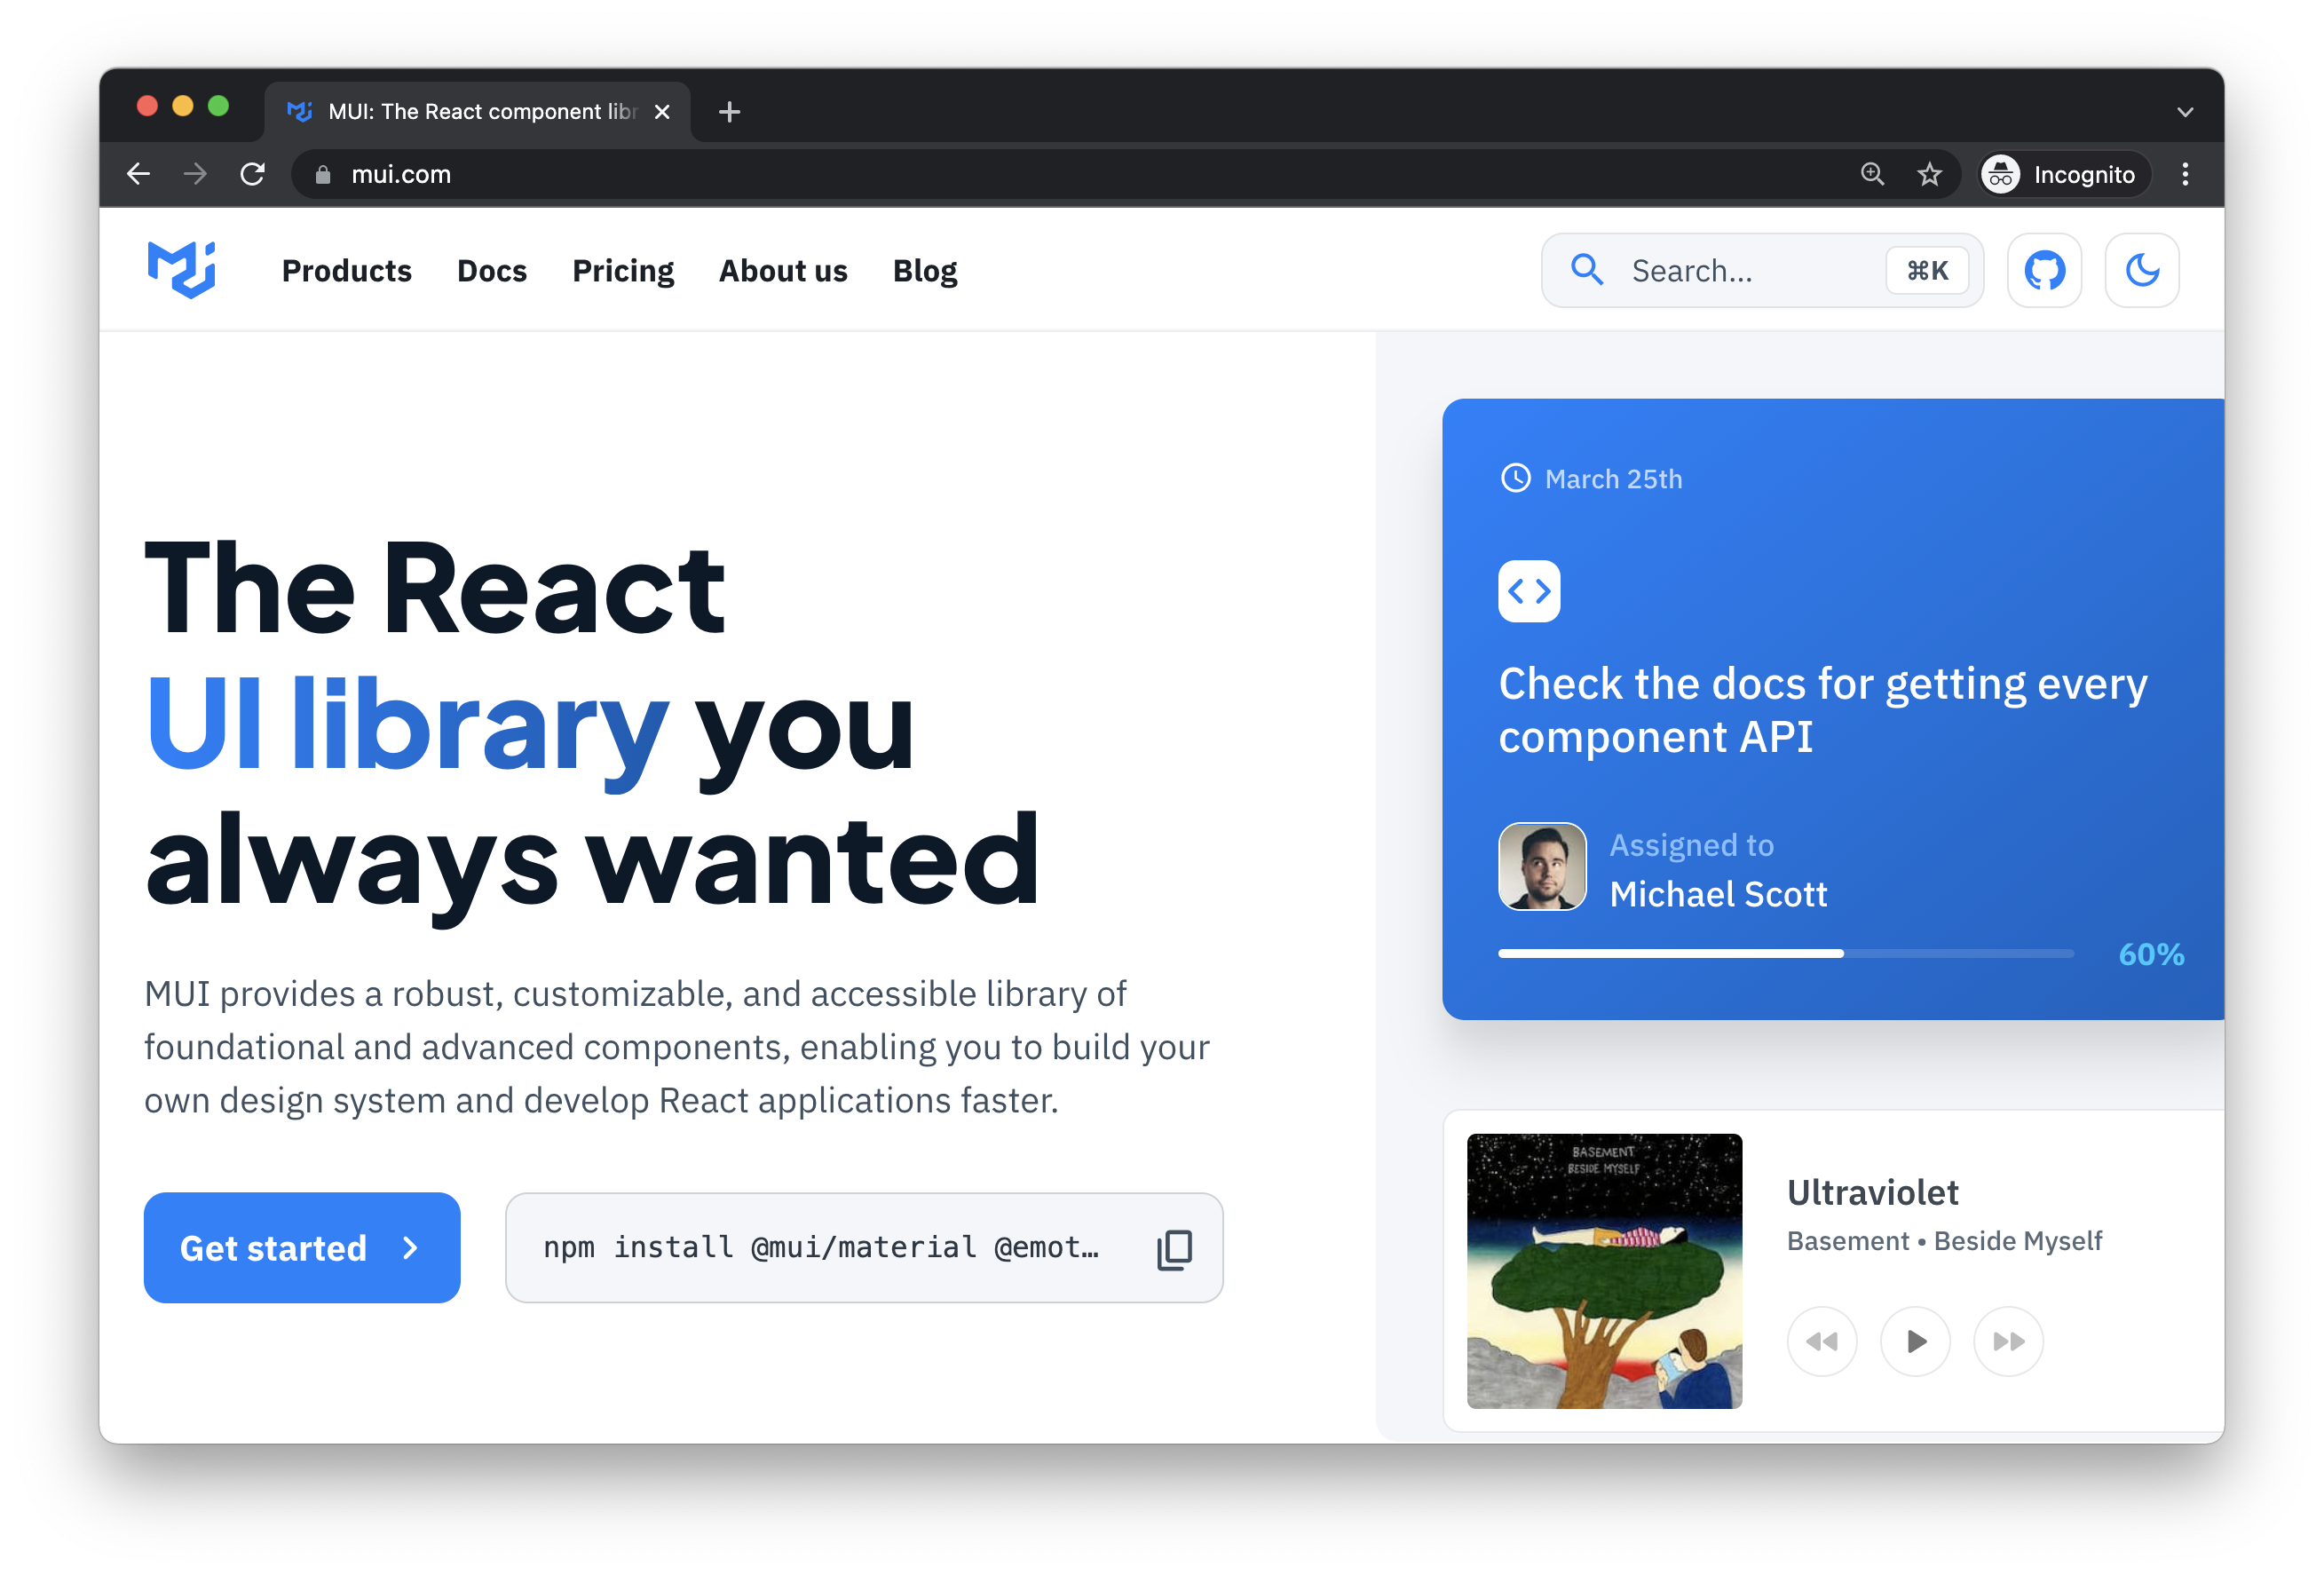 MUI: The React component libr
mui.com
Incognito
Products
Docs
Pricing
About us
Blog
Search...
⌘K
The React
UI library you
always wanted
MUI provides a robust, customizable, and accessible library of
foundational and advanced components, enabling you to build your
own design system and develop React applications faster.
Get started
npm install @mui/material @emot…
March 25th
Check the docs for getting every
component API
Assigned to
Michael Scott
60%
BASEMENT
BESIDE MYSELF
Ultraviolet
Basement • Beside Myself